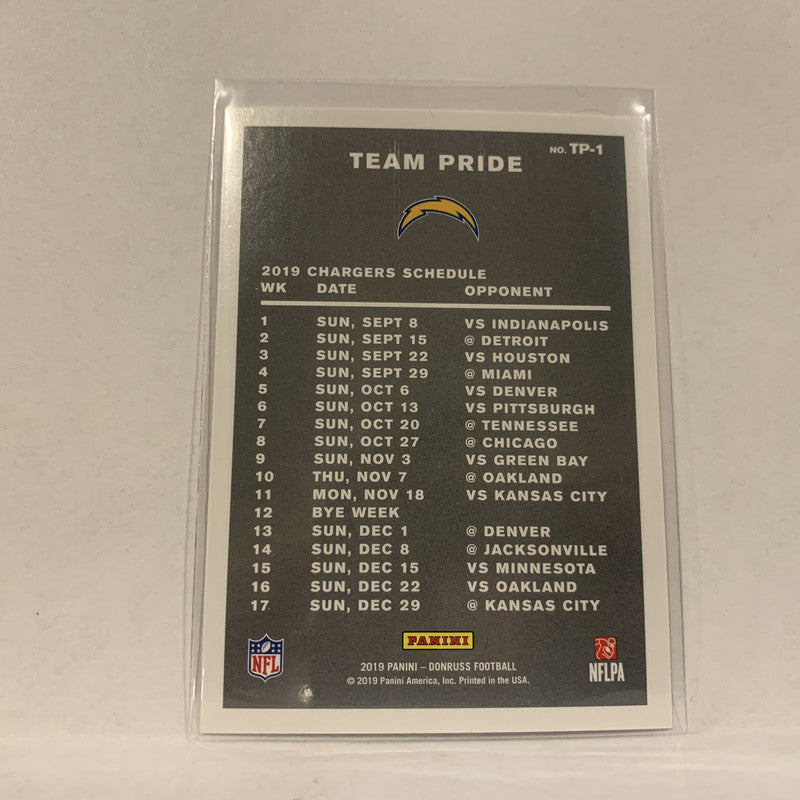 NO. TP-1
TEAM PRIDE
2019 CHARGERS SCHEDULE
WK DATE OPPONENT
1 SUN, SEPT 8 VS INDIANAPOLIS
2 SUN, SEPT 15 @ DETROIT
3 SUN, SEPT 22 VS HOUSTON
4 SUN, SEPT 29 @ MIAMI
5 SUN, OCT 6 VS DENVER
6 SUN, OCT 13 VS PITTSBURGH
7 SUN, OCT 20 @ TENNESSEE
8 SUN, OCT 27 @ CHICAGO
9 SUN, NOV 3 VS GREEN BAY
10 THU, NOV 7 @ OAKLAND
11 MON, NOV 18 VS KANSAS CITY
12 BYE WEEK
13 SUN, DEC 1 @ DENVER
14 SUN, DEC 8 @ JACKSONVILLE
15 SUN, DEC 15 VS MINNESOTA
16 SUN, DEC 22 VS OAKLAND
17 SUN, DEC 29 @ KANSAS CITY
PANINI
NFL
2019 PANINI – DONRUSS FOOTBALL
© 2019 Panini America, Inc. Printed in the USA.
NFLPA